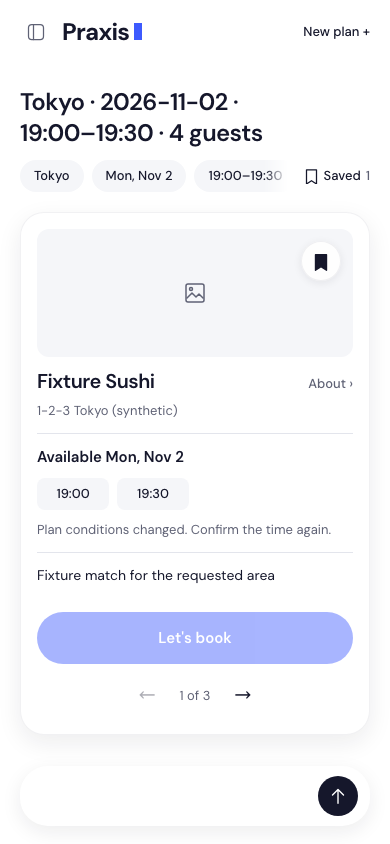 Praxis
New plan +
Tokyo · 2026-11-02 ·
19:00–19:30 · 4 guests
Tokyo
Mon, Nov 2
19:00–19:30
Saved 1
Fixture Sushi
About ›
1-2-3 Tokyo (synthetic)
Available Mon, Nov 2
19:00
19:30
Plan conditions changed. Confirm the time again.
Fixture match for the requested area
Let's book
← 1 of 3 →